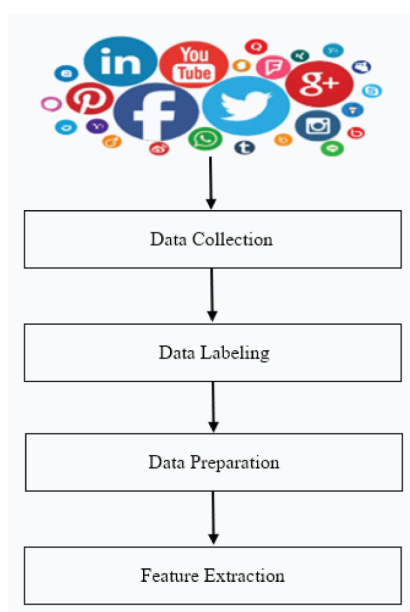 in
You
Tube
g+
Data Collection
Data Labeling
Data Preparation
Feature Extraction